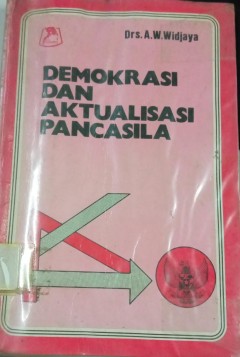 Drs. A.W. Widjaya
DEMOKRASI
DAN
AKTUALISASI
PANCASILA